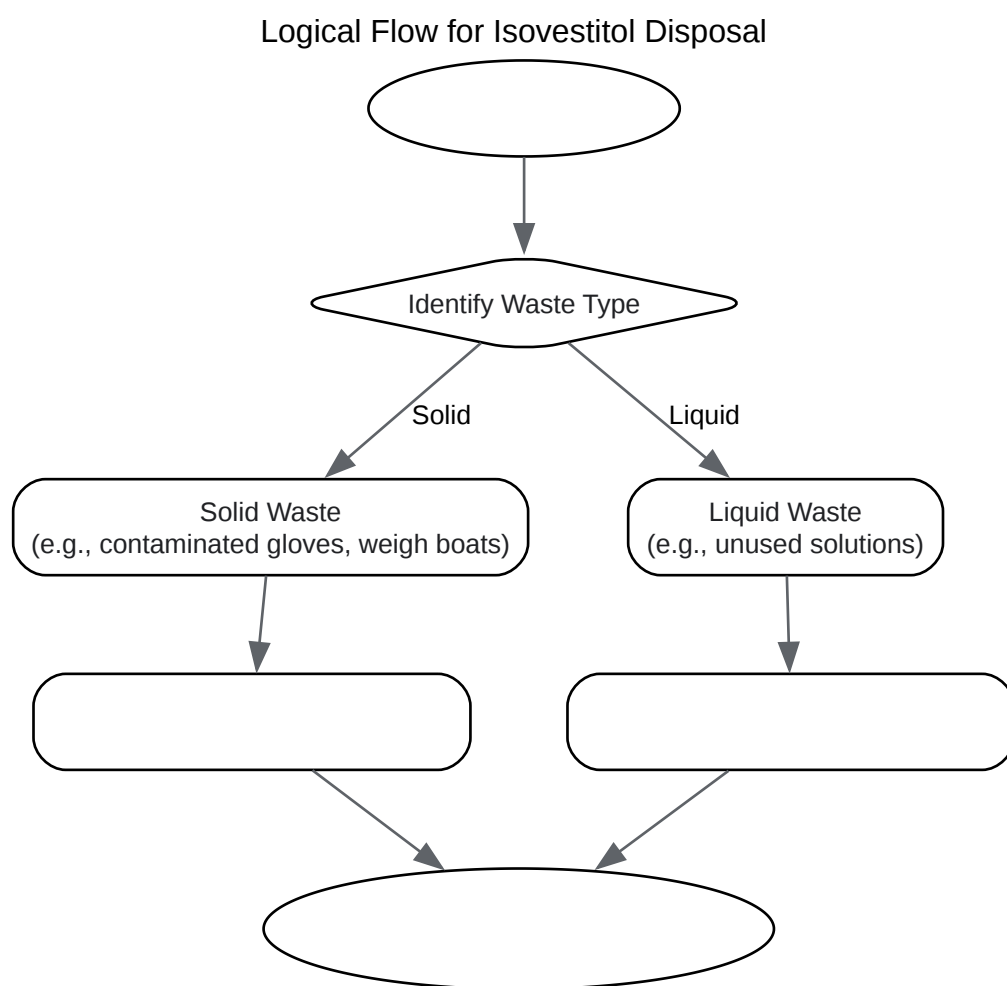 Logical Flow for Isovestitol Disposal
Identify Waste Type
Solid
Liquid
Solid Waste
(e.g., contaminated gloves, weigh boats)
Liquid Waste
(e.g., unused solutions)